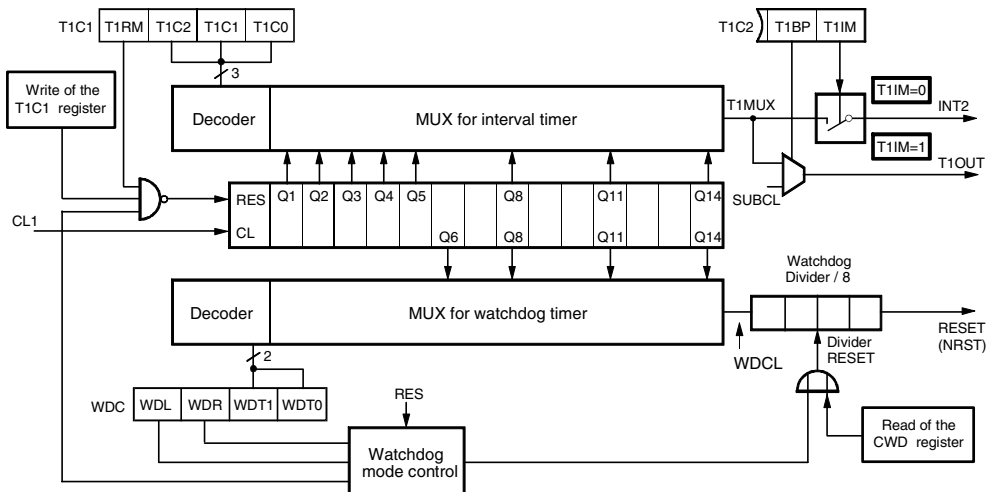 T1C1 T1RM T1C2 T1C1 T1C0
T1C2 T1BP T1IM
3
Write of the
T1C1 register
Decoder
MUX for interval timer
T1MUX
T1IM=0
INT2
T1IM=1
T1OUT
SUBCL
RES
Q1 Q2 Q3 Q4 Q5 Q8 Q11 Q14
CL1
CL
Q6 Q8 Q11 Q14
Watchdog
Divider / 8
Decoder
MUX for watchdog timer
RESET
(NRST)
WDCL
Divider
RESET
2
WDC WDL WDR WDT1 WDT0
RES
Read of the
CWD register
Watchdog
mode control